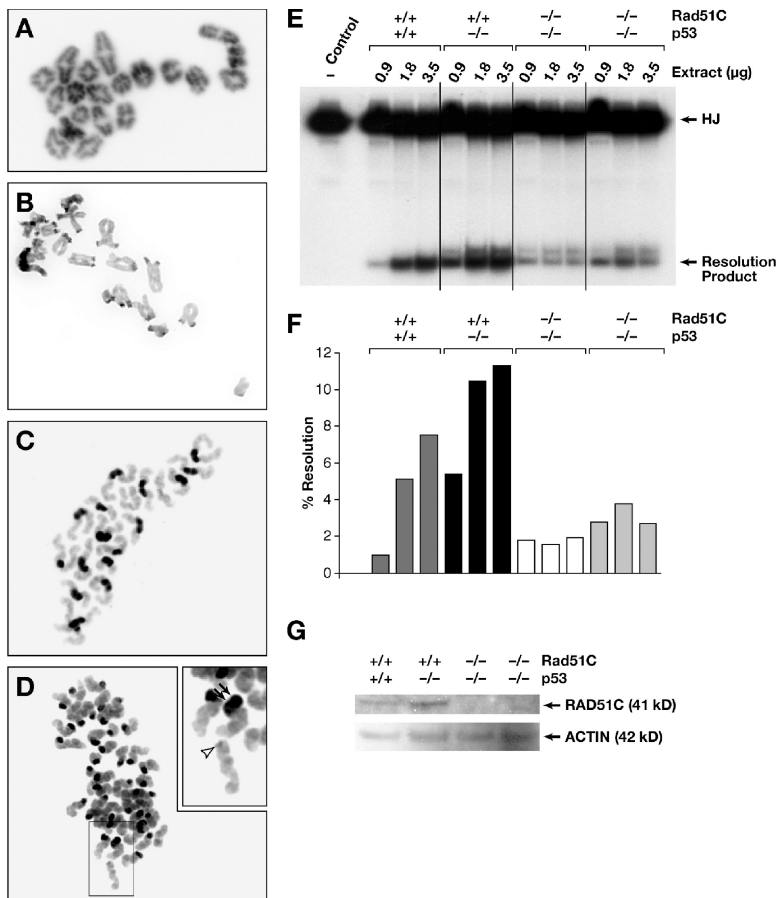 A
B
C
D
E
Control
–
+/+ +/+ –/– –/– Rad51C
+/+ –/– –/– –/– p53
0.9 1.8 3.5 0.9 1.8 3.5 0.9 1.8 3.5 0.9 1.8 3.5 Extract (µg)
HJ
Resolution
Product
F
+/+ +/+ –/– –/– Rad51C
+/+ –/– –/– –/– p53
% Resolution
12
10
8
6
4
2
0
G
+/+ +/+ –/– –/– Rad51C
+/+ –/– –/– –/– p53
RAD51C (41 kD)
ACTIN (42 kD)